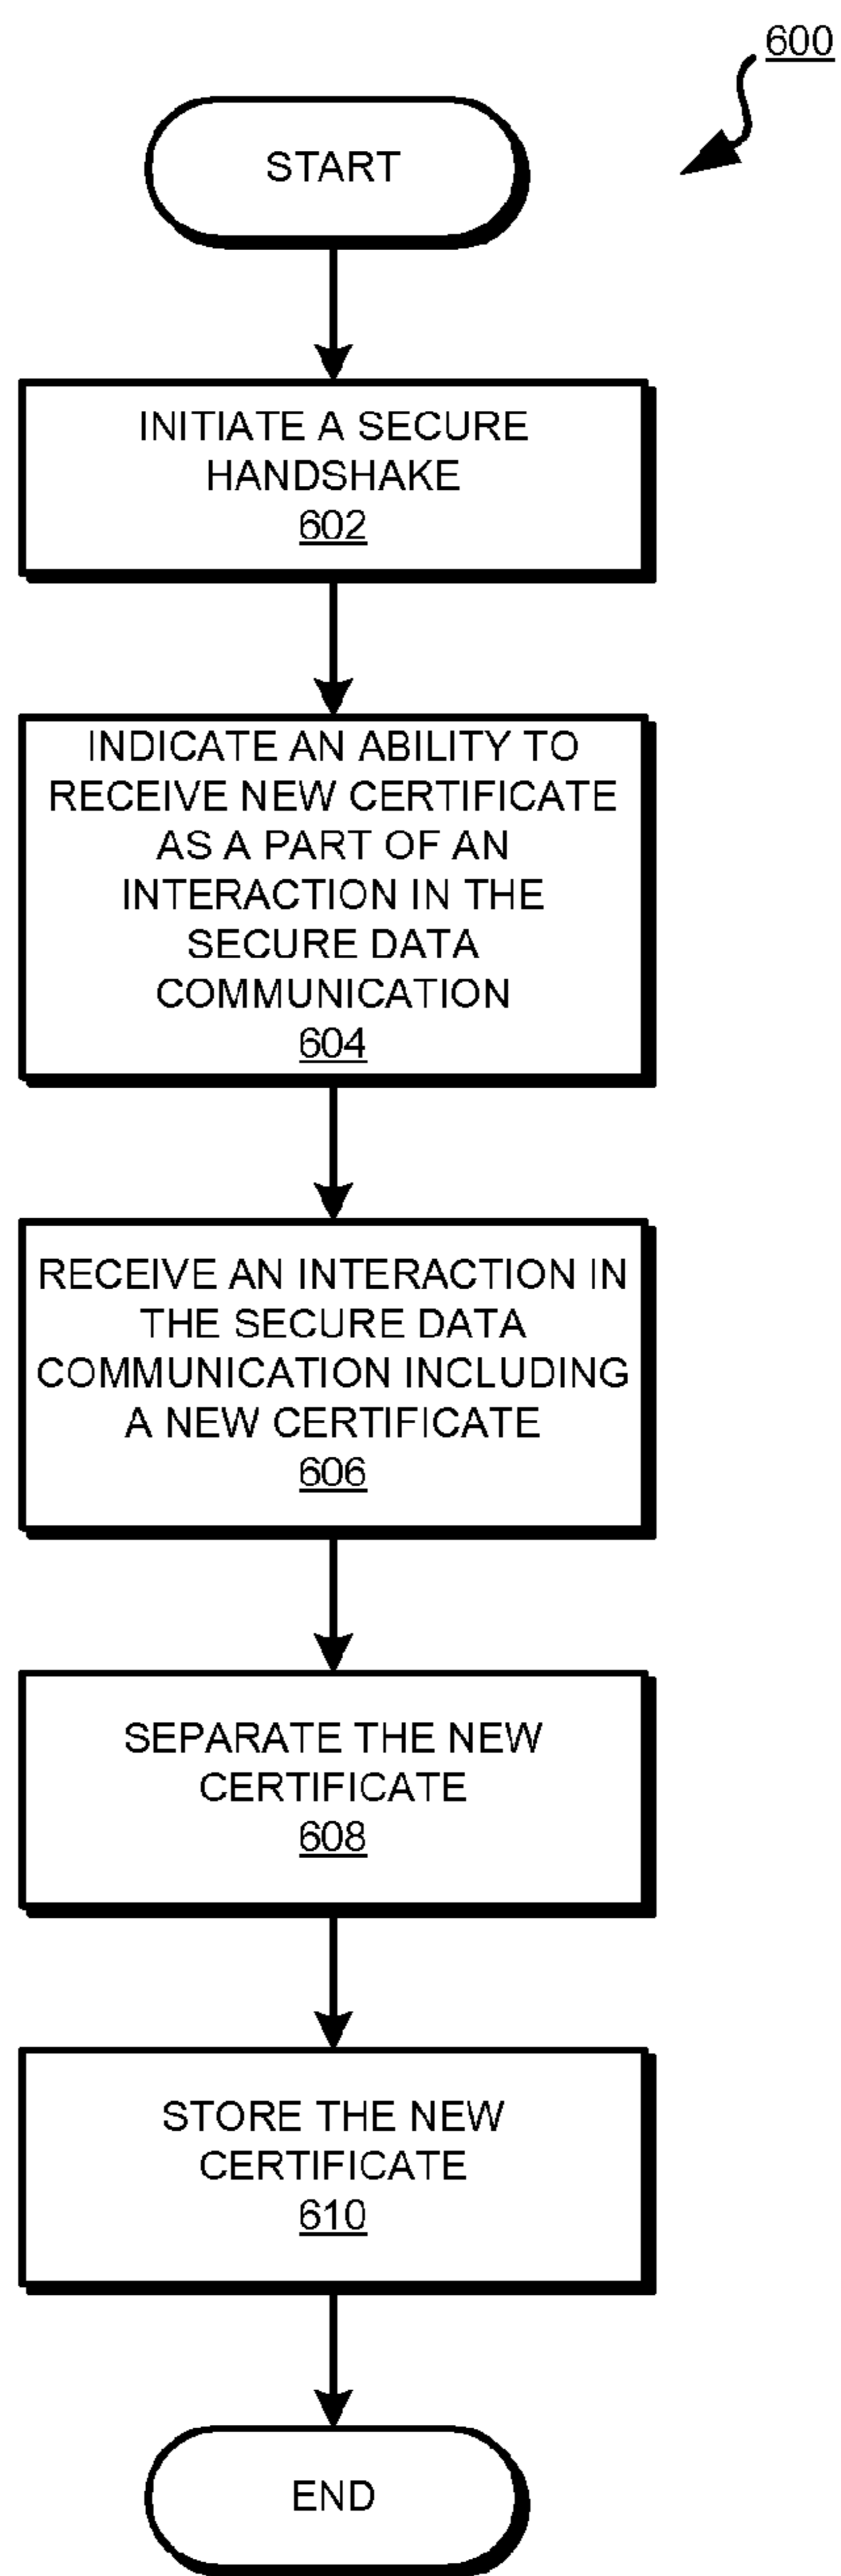 600
START
INITIATE A SECURE
HANDSHAKE
602
INDICATE AN ABILITY TO
RECEIVE NEW CERTIFICATE
AS A PART OF AN
INTERACTION IN THE
SECURE DATA
COMMUNICATION
604
RECEIVE AN INTERACTION IN
THE SECURE DATA
COMMUNICATION INCLUDING
A NEW CERTIFICATE
606
SEPARATE THE NEW
CERTIFICATE
608
STORE THE NEW
CERTIFICATE
610
END